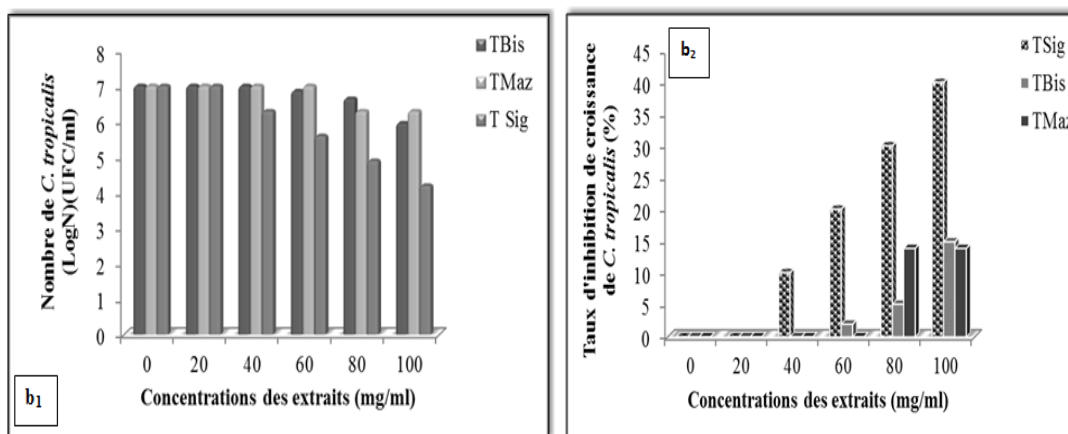 8
7
6
5
4
3
2
1
0
Nombre de C. tropicalis
(LogN)(UFC/ml)
0 20 40 60 80 100
Concentrations des extraits (mg/ml)
TBis
TMaz
T Sig
b1
b2
45
40
35
30
25
20
15
10
5
0
Taux d'inhibition de croissance
de C. tropicalis (%)
0 20 40 60 80 100
Concentrations des extraits (mg/ml)
TSig
TBis
TMaz